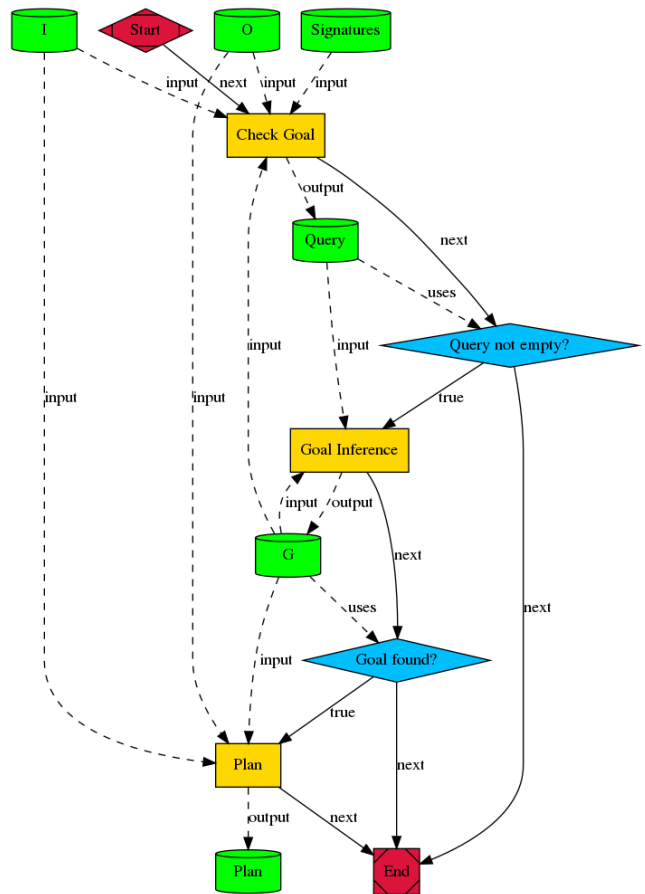 I
Start
O
Signatures
input
next
input
input
Check Goal
output
Query
next
uses
input
input
Query not empty?
input
input
true
Goal Inference
input
output
G
next
next
uses
input
Goal found?
true
Plan
next
output
next
Plan
End